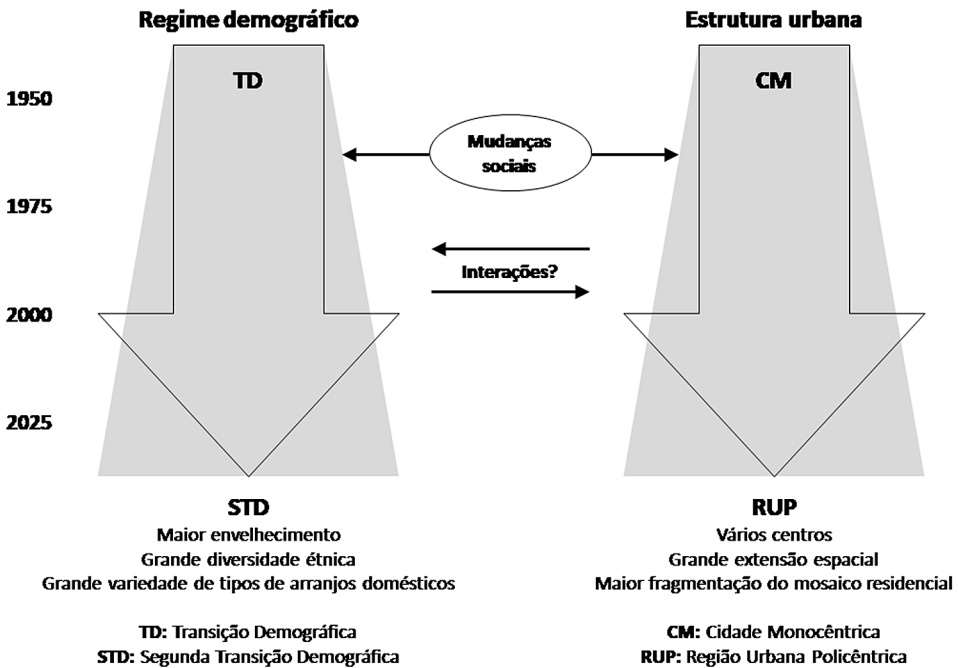 Regime demográfico
Estrutura urbana
TD
CM
1950
Mudanças
sociais
1975
Interações?
2000
2025
STD
Maior envelhecimento
Grande diversidade étnica
Grande variedade de tipos de arranjos domésticos
RUP
Vários centros
Grande extensão espacial
Maior fragmentação do mosaico residencial
TD: Transição Demográfica
STD: Segunda Transição Demográfica
CM: Cidade Monocêntrica
RUP: Região Urbana Policêntrica